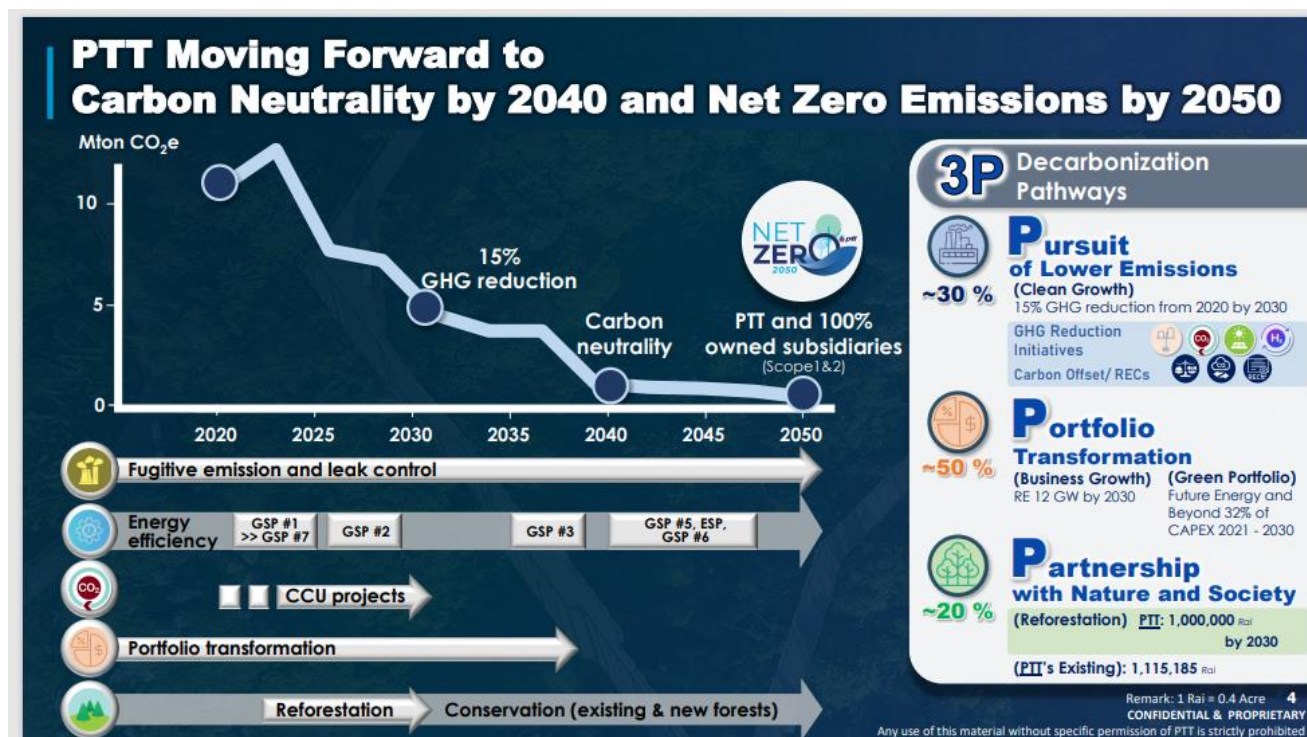 PTT Moving Forward to
Carbon Neutrality by 2040 and Net Zero Emissions by 2050
Mton CO₂e
10
5
0
15%
GHG reduction
Carbon
neutrality
NET
ZERO
ptt
2050
PTT and 100%
owned subsidiaries
(Scope1&2)
2020 2025 2030 2035 2040 2045 2050
Fugitive emission and leak control
Energy
efficiency
GSP #1
>> GSP #7
GSP #2
GSP #3
GSP #5, ESP,
GSP #6
CO₂
CCU projects
% $
Portfolio transformation
Reforestation
Conservation (existing & new forests)
3P Decarbonization
Pathways
~30 %
Pursuit
of Lower Emissions
(Clean Growth)
15% GHG reduction from 2020 by 2030
GHG Reduction
Initiatives
CO₂
H₂
Carbon Offset/ RECs
% $
~50 %
Portfolio
Transformation
(Business Growth)
RE 12 GW by 2030
(Green Portfolio)
Future Energy and
Beyond 32% of
CAPEX 2021 - 2030
~20 %
Partnership
with Nature and Society
(Reforestation) PTT: 1,000,000 Rai
by 2030
(PTT's Existing): 1,115,185 Rai
Remark: 1 Rai = 0.4 Acre 4
CONFIDENTIAL & PROPRIETARY
Any use of this material without specific permission of PTT is strictly prohibited